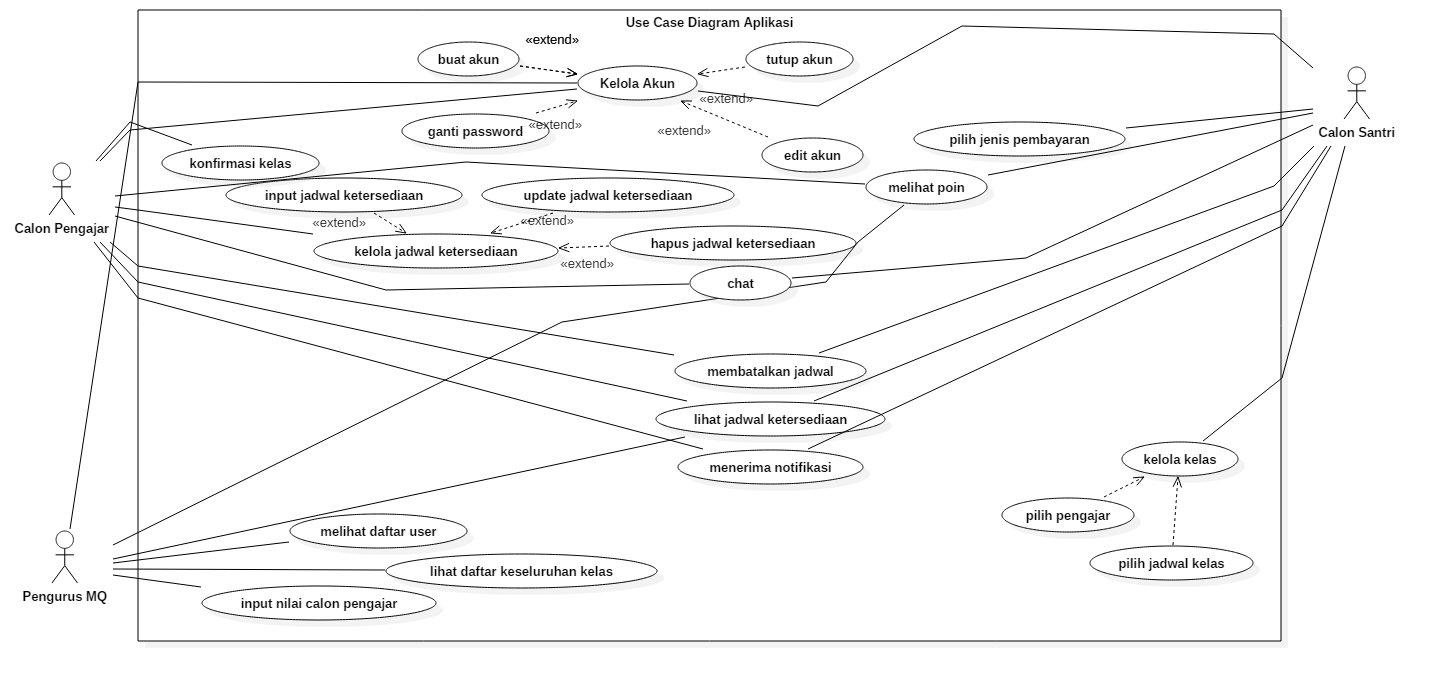 Use Case Diagram Aplikasi
«extend»
buat akun
tutup akun
Kelola Akun
«extend»
ganti password
«extend»
«extend»
edit akun
pilih jenis pembayaran
Calon Santri
konfirmasi kelas
melihat poin
input jadwal ketersediaan
update jadwal ketersediaan
«extend»
«extend»
Calon Pengajar
kelola jadwal ketersediaan
hapus jadwal ketersediaan
«extend»
chat
membatalkan jadwal
lihat jadwal ketersediaan
menerima notifikasi
kelola kelas
pilih pengajar
melihat daftar user
pilih jadwal kelas
lihat daftar keseluruhan kelas
Pengurus MQ
input nilai calon pengajar